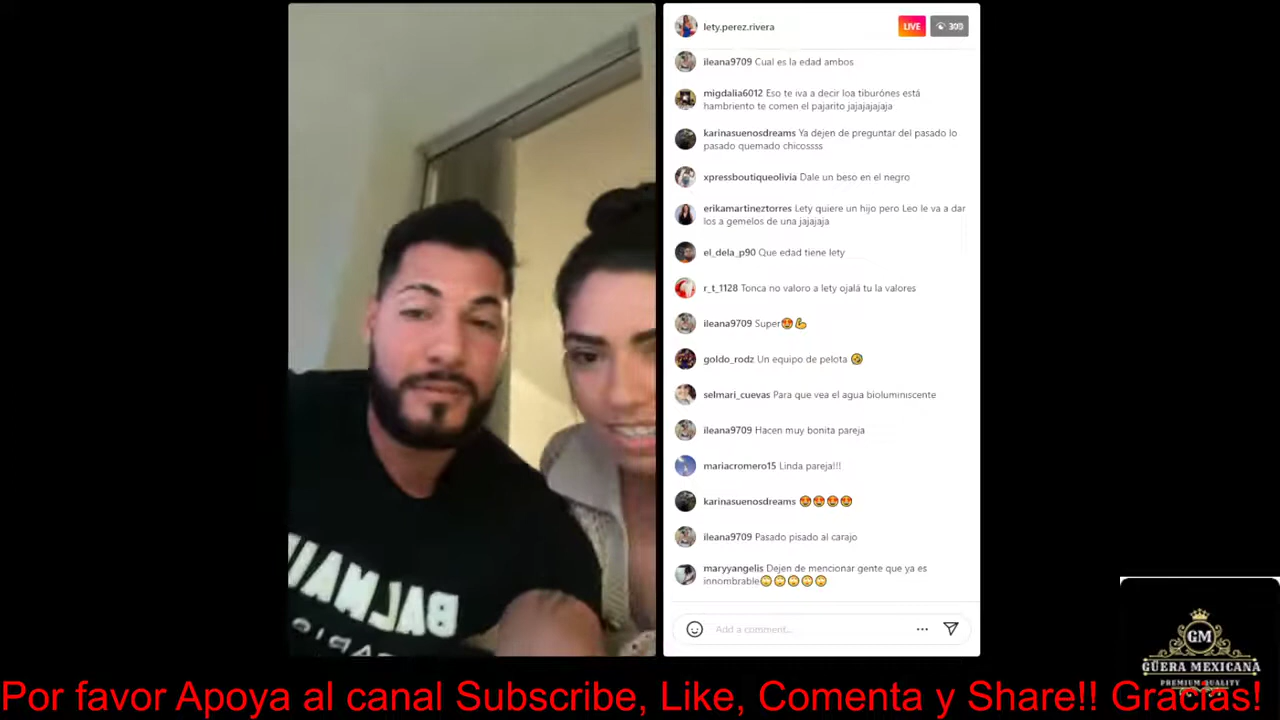 lety.perez.rivera
LIVE
ileana9709 Cual es la edad ambos
migdalia6012 Eso te iva a decir loa tiburónes está
hambriento te comen el pajarito jajajajajaja
karinasuenosdreams Ya dejen de preguntar del pasado lo
pasado quemado chicossss
xpressboutiqueolivia Dale un beso en el negro
erikamartineztorres Lety quiere un hijo pero Leo le va a dar
los a gemelos de una jajajaja
el_dela_p90 Que edad tiene lety
r_t_1128 Tonca no valoro a lety ojalá tu la valores
ileana9709 Super😍💪
goldo_rodz Un equipo de pelota 🤣
selmari_cuevas Para que vea el agua bioluminiscente
ileana9709 Hacen muy bonita pareja
mariacromero15 Linda pareja!!!
karinasuenosdreams 😍😍😍😍
ileana9709 Pasado pisado al carajo
maryyangelis Dejen de mencionar gente que ya es
innombrable🙄🙄🙄🙄🙄
Add a comment...
BALMAIN
GM
GÜERA MEXICANA
PREMIUM QUALITY
Por favor Apoya al canal Subscribe, Like, Comenta y Share!! Gracias!